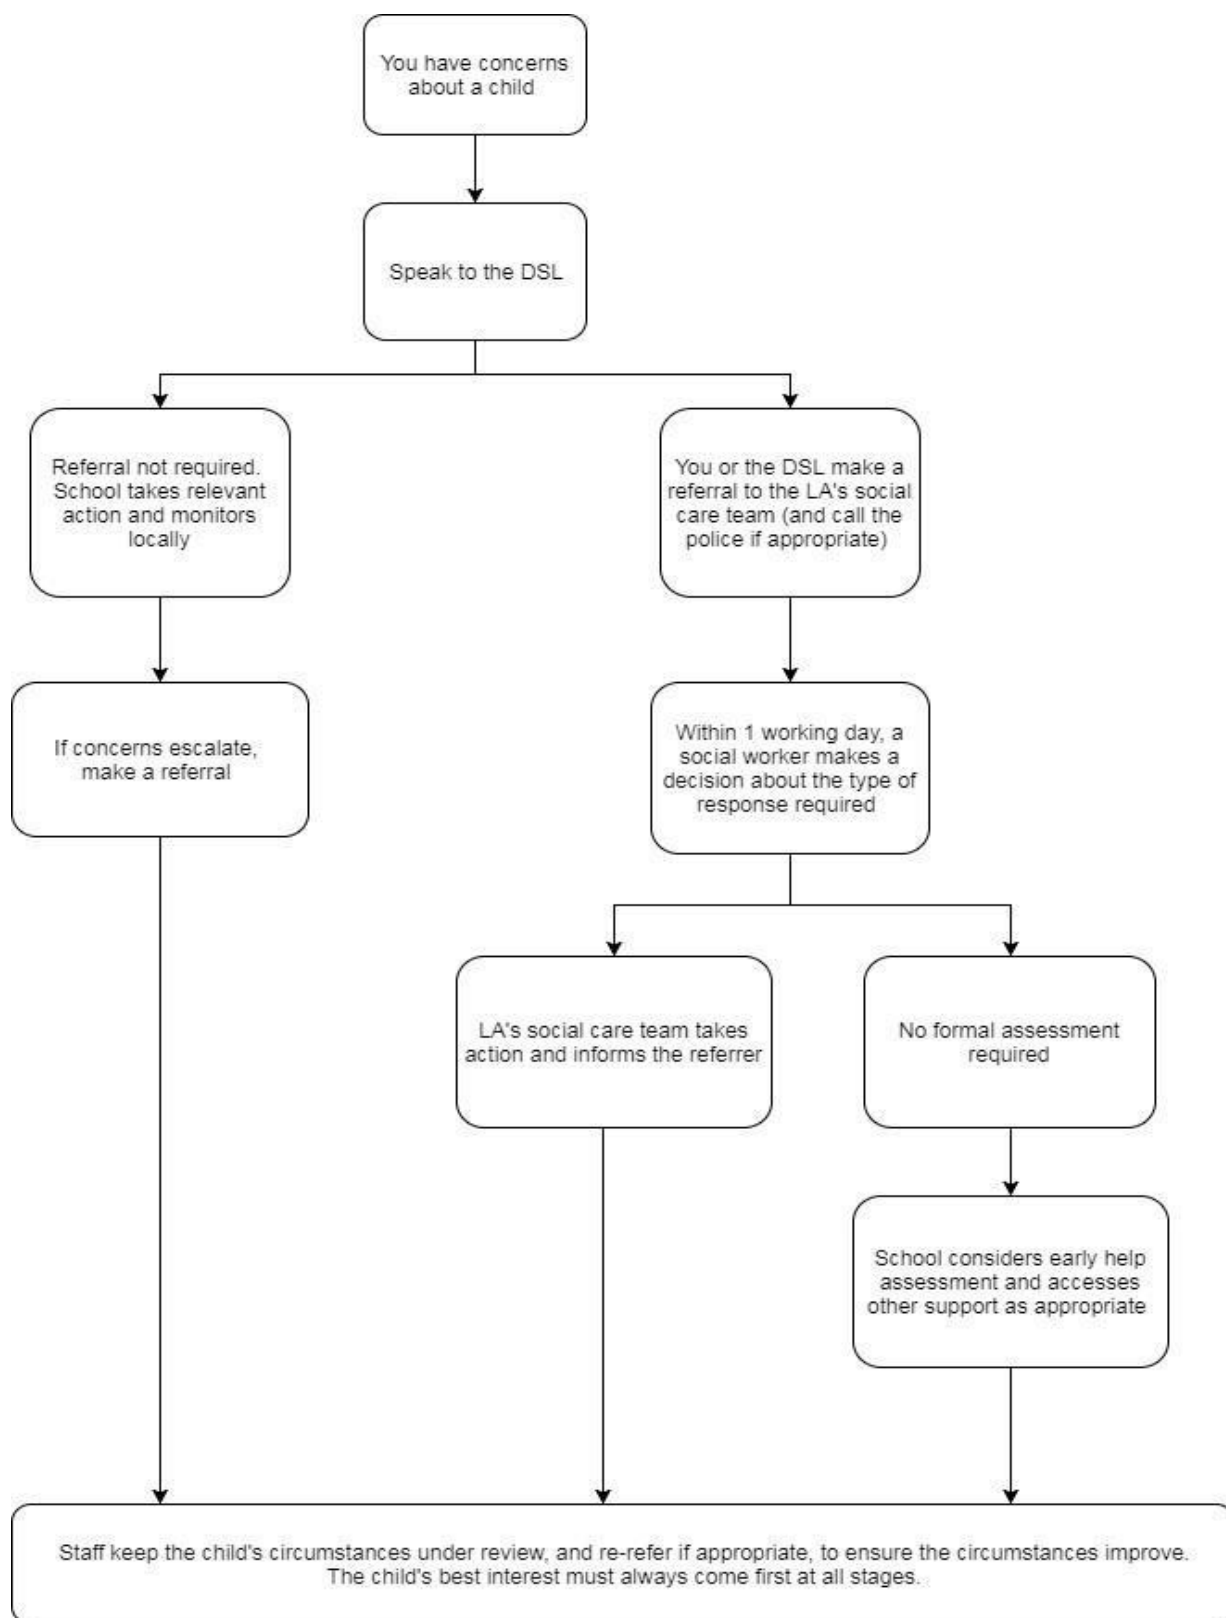 You have concerns
about a child
Speak to the DSL
Referral not required.
School takes relevant
action and monitors
locally
You or the DSL make a
referral to the LA's social
care team (and call the
police if appropriate)
If concerns escalate,
make a referral
Within 1 working day, a
social worker makes a
decision about the type of
response required
LA's social care team takes
action and informs the referrer
No formal assessment
required
School considers early help
assessment and accesses
other support as appropriate
Staff keep the child's circumstances under review, and re-refer if appropriate, to ensure the circumstances improve.
The child's best interest must always come first at all stages.